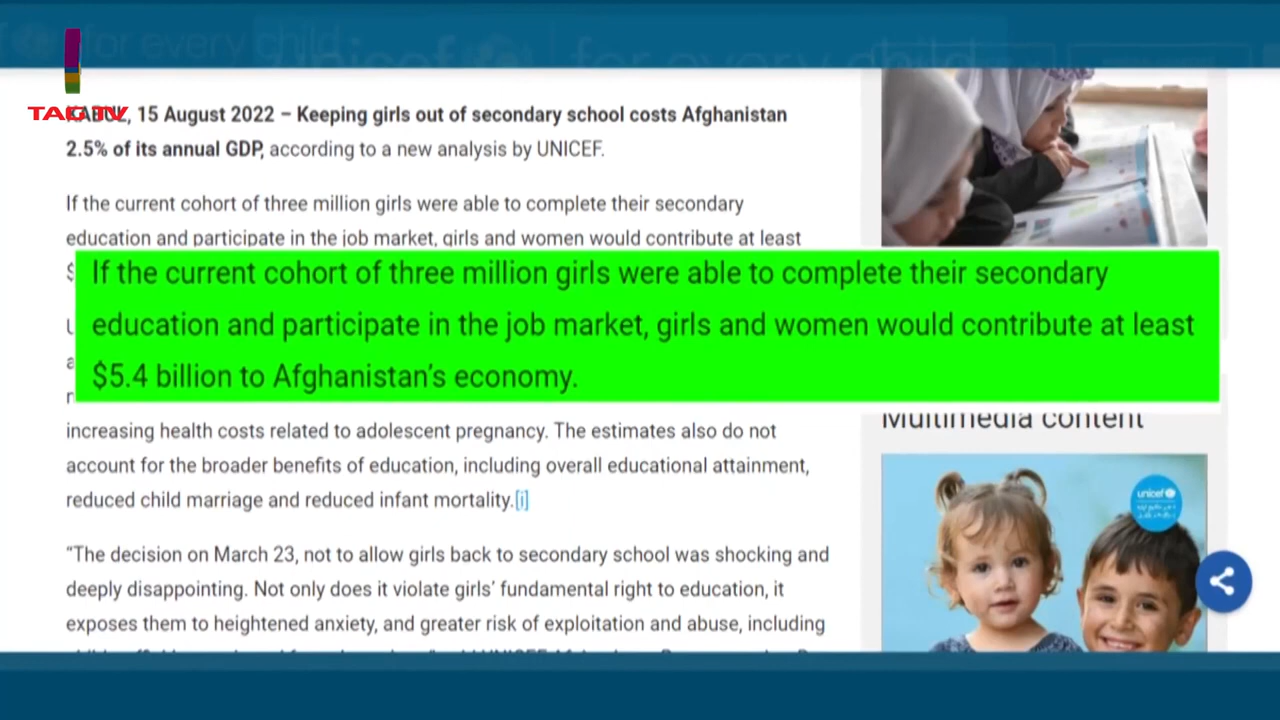 for every child
unicef
for every child
TAG TV
KABUL, 15 August 2022 – Keeping girls out of secondary school costs Afghanistan
2.5% of its annual GDP, according to a new analysis by UNICEF.
If the current cohort of three million girls were able to complete their secondary
education and participate in the job market, girls and women would contribute at least
$
If the current cohort of three million girls were able to complete their secondary
education and participate in the job market, girls and women would contribute at least
$5.4 billion to Afghanistan's economy.
increasing health costs related to adolescent pregnancy. The estimates also do not
account for the broader benefits of education, including overall educational attainment,
reduced child marriage and reduced infant mortality.[i]
“The decision on March 23, not to allow girls back to secondary school was shocking and
deeply disappointing. Not only does it violate girls’ fundamental right to education, it
exposes them to heightened anxiety, and greater risk of exploitation and abuse, including
Multimedia content
unicef